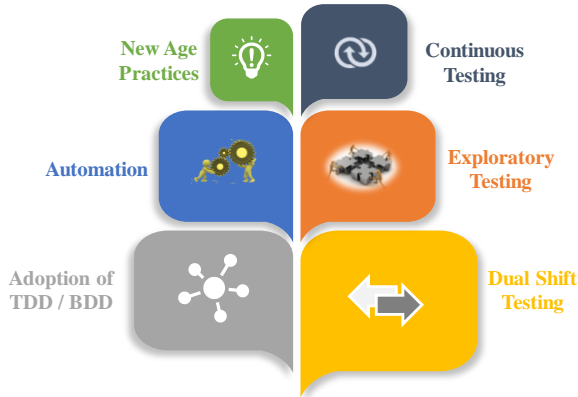 New Age
Practices
Continuous
Testing
Automation
Exploratory
Testing
Adoption of
TDD / BDD
Dual Shift
Testing